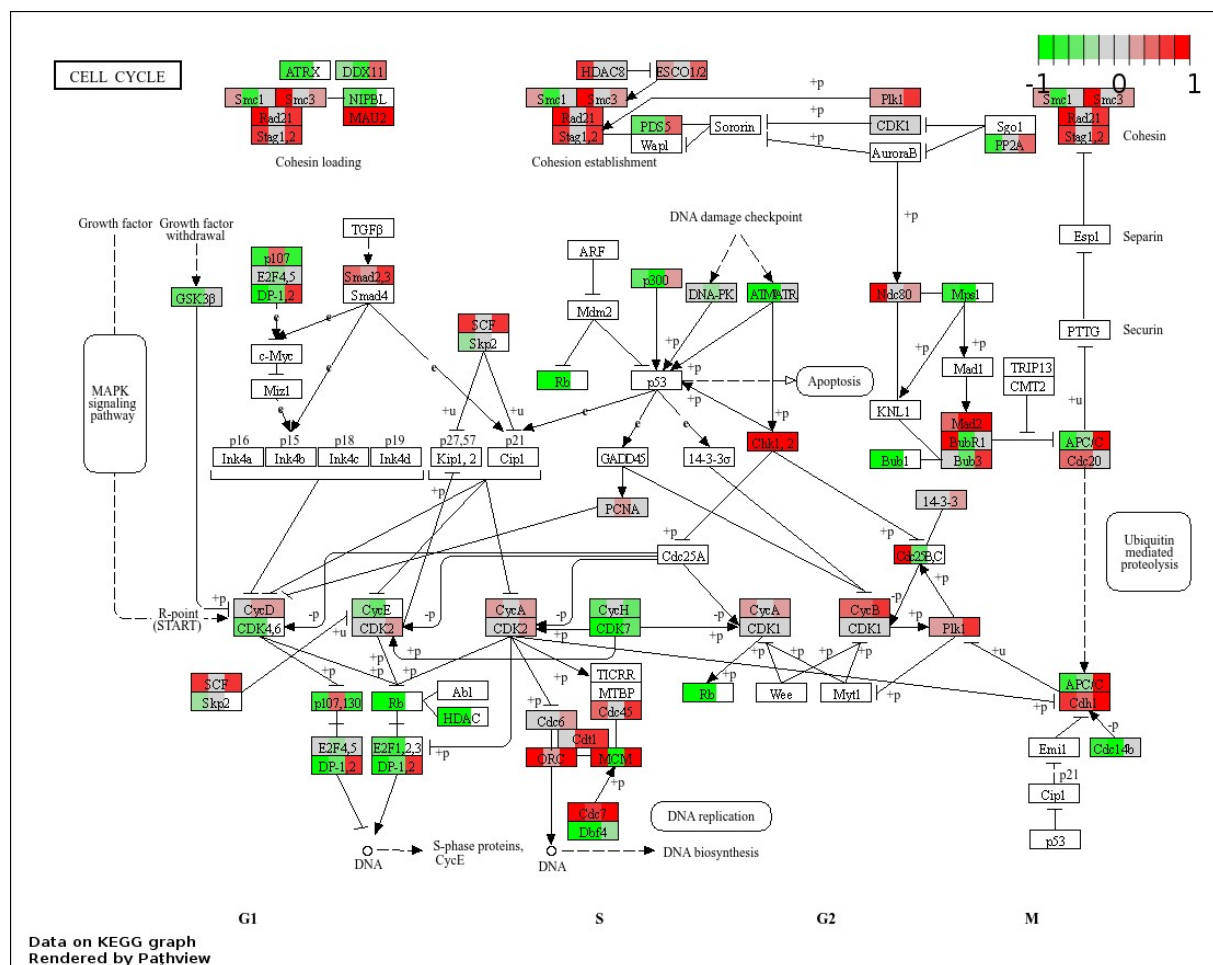 CELL CYCLE
ATRX
DDX11
Smc1
Smc3
NIPBL
Rad21
MAU2
Stag1,2
Cohesin loading
HDAC8
ESCO1/2
Smc1
Smc3
Rad21
Stag1,2
Cohesion establishment
+p
Plk1
PDS5
Wapl
Sororin
+p
CDK1
+p
AuroraB
Sgo1
PP2A
-1 0 1
Smc1
Smc3
Rad21
Stag1,2
Cohesin
Growth factor
Growth factor
withdrawal
TGFβ
DNA damage checkpoint
+p
Esp1
Separin
p107
E2F4,5
DP-1,2
GSK3β
Smad2,3
Smad4
ARF
p300
DNA-PK
ATM/ATR
Ndc80
Mps1
SCF
Skp2
Mdm2
+p
PTTG
Securin
e
e
c-Myc
Miz1
e
e
MAPK
signaling
pathway
Rb
p53
+p
+p
+p
Apoptosis
+p
+p
Mad1
TRIP13
CMT2
KNL1
+u
+u
+u
e
e
e
+p
Chk1, 2
Mad2
BubR1
Bub3
Bub1
APC/C
Cdc20
p16
p15
p18
p19
p27,57
p21
Ink4a
Ink4b
Ink4c
Ink4d
Kip1, 2
Cip1
GADD45
14-3-3σ
+p
PCNA
14-3-3
+p
+p
Cdc25A
Cdc25B,C
Ubiquitin
mediated
proteolysis
R-point
(START)
+p
CycD
CDK4,6
-p
CycE
CDK2
-p
CycA
CDK2
-p
CycH
CDK7
-p
CycA
CDK1
CycB
CDK1
-p
+p
Plk1
+p
+u
+p
+p
+u
SCF
Skp2
+p
+p
+p
+p
+p
+p
TICRR
MTBP
Cdc45
+p
Rb
Wee
+p
+p
Myt1
+p
+p
+p
APC/C
Cdh1
p107,130
Rb
Abl
HDAC
Cdc6
Cdt1
-p
Emi1
Cdc14b
E2F4,5
DP-1,2
E2F1,2,3
DP-1,2
+p
ORC
MCM
+p
p21
Cip1
Cdc7
Dbf4
DNA replication
p53
DNA
S-phase proteins,
CycE
DNA
DNA biosynthesis
G1
S
G2
M
Data on KEGG graph
Rendered by Pathview